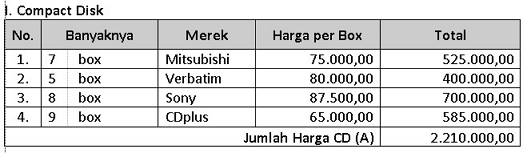 I. Compact Disk
No. Banyaknya Merek Harga per Box Total
1. 7 box Mitsubishi 75.000,00 525.000,00
2. 5 box Verbatim 80.000,00 400.000,00
3. 8 box Sony 87.500,00 700.000,00
4. 9 box CDplus 65.000,00 585.000,00
Jumlah Harga CD (A) 2.210.000,00